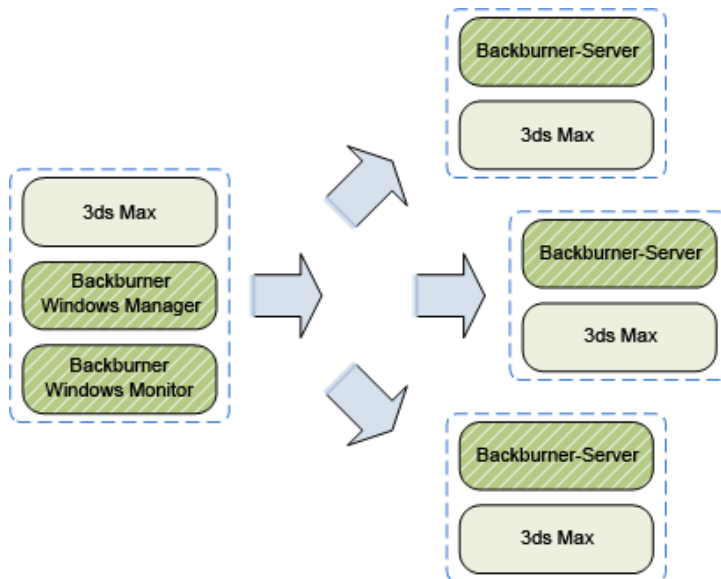 3ds Max
Backburner
Windows Manager
Backburner
Windows Monitor
Backburner-Server
3ds Max
Backburner-Server
3ds Max
Backburner-Server
3ds Max